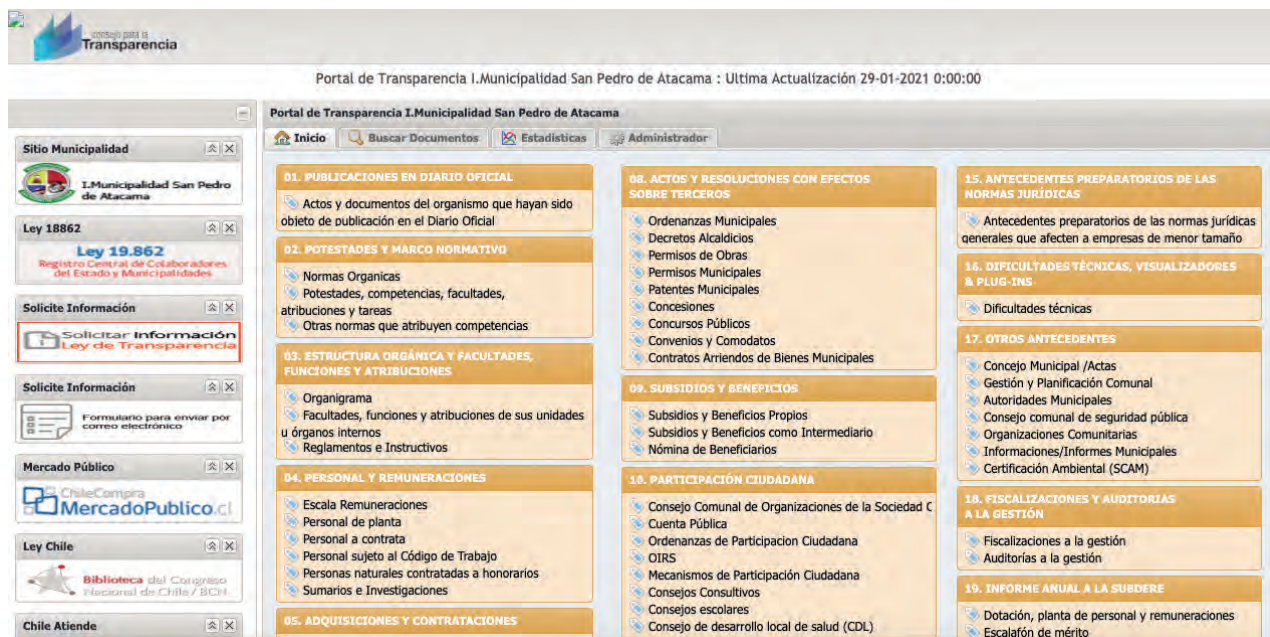 consejo para la
Transparencia
Portal de Transparencia I.Municipalidad San Pedro de Atacama : Ultima Actualización 29-01-2021 0:00:00
Sitio Municipalidad
I.Municipalidad San Pedro
de Atacama
Ley 18862
Ley 19.862
Registro Central de Colaboradores
del Estado y Municipalidades
Solicite Información
Solicitar Información
Ley de Transparencia
Solicite Información
Formulario para enviar por
correo electrónico
Mercado Público
ChileCompra
MercadoPublico.cl
Ley Chile
Biblioteca del Congreso
Nacional de Chile / BCN
Chile Atiende
Portal de Transparencia I.Municipalidad San Pedro de Atacama
Inicio
Buscar Documentos
Estadisticas
Administrador
01. PUBLICACIONES EN DIARIO OFICIAL
Actos y documentos del organismo que hayan sido
objeto de publicación en el Diario Oficial
02. POTESTADES Y MARCO NORMATIVO
Normas Organicas
Potestades, competencias, facultades,
atribuciones y tareas
Otras normas que atribuyen competencias
03. ESTRUCTURA ORGÁNICA Y FACULTADES,
FUNCIONES Y ATRIBUCIONES
Organigrama
Facultades, funciones y atribuciones de sus unidades
u órganos internos
Reglamentos e Instructivos
04. PERSONAL Y REMUNERACIONES
Escala Remuneraciones
Personal de planta
Personal a contrata
Personal sujeto al Código de Trabajo
Personas naturales contratadas a honorarios
Sumarios e Investigaciones
05. ADQUISICIONES Y CONTRATACIONES
08. ACTOS Y RESOLUCIONES CON EFECTOS
SOBRE TERCEROS
Ordenanzas Municipales
Decretos Alcaldicios
Permisos de Obras
Permisos Municipales
Patentes Municipales
Concesiones
Concursos Públicos
Convenios y Comodatos
Contratos Arriendos de Bienes Municipales
09. SUBSIDIOS Y BENEFICIOS
Subsidios y Beneficios Propios
Subsidios y Beneficios como Intermediario
Nómina de Beneficiarios
10. PARTICIPACIÓN CIUDADANA
Consejo Comunal de Organizaciones de la Sociedad C
Cuenta Pública
Ordenanzas de Participacion Ciudadana
OIRS
Mecanismos de Participación Ciudadana
Consejos Consultivos
Consejos escolares
Consejo de desarrollo local de salud (CDL)
15. ANTECEDENTES PREPARATORIOS DE LAS
NORMAS JURÍDICAS
Antecedentes preparatorios de las normas jurídicas
generales que afecten a empresas de menor tamaño
16. DIFICULTADES TÉCNICAS, VISUALIZADORES
& PLUG-INS
Dificultades técnicas
17. OTROS ANTECEDENTES
Concejo Municipal /Actas
Gestión y Planificación Comunal
Autoridades Municipales
Consejo comunal de seguridad pública
Organizaciones Comunitarias
Informaciones/Informes Municipales
Certificación Ambiental (SCAM)
18. FISCALIZACIONES Y AUDITORIAS
A LA GESTIÓN
Fiscalizaciones a la gestión
Auditorías a la gestión
19. INFORME ANUAL A LA SUBDERE
Dotación, planta de personal y remuneraciones
Escalafón de mérito